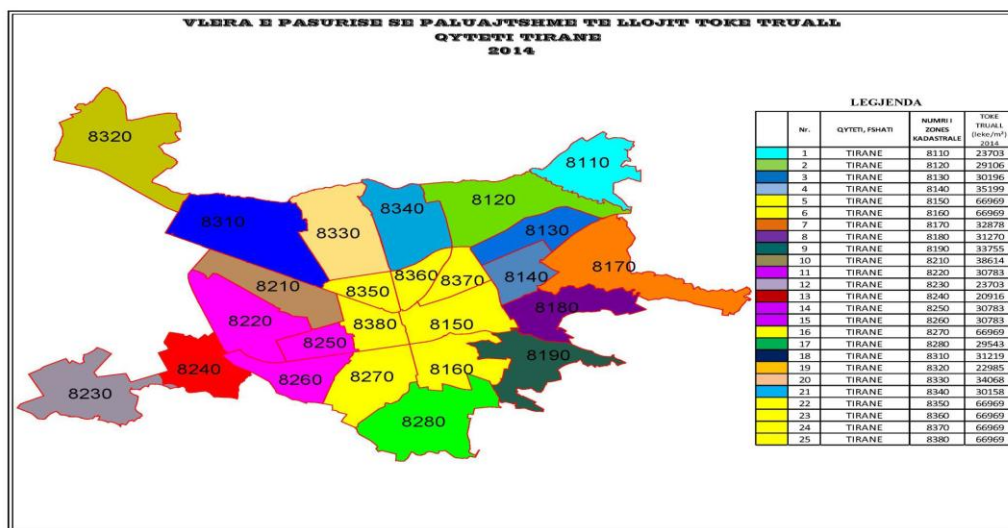 VLERA E PASURISE SE PALUAJTSHME TE LLOJIT TOKE TRUALL
QYTETI TIRANE
2014
8320
8110
8120
8340
8310
8330
8130
8360
8370
8140
8170
8210
8350
8180
8220
8380
8150
8250
8190
8240
8260
8270
8160
8230
8280
LEGJENDA
Nr. QYTETI, FSHATI NUMRI I ZONES KADASTRALE TOKE TRUALL (leke/m²) 2014
1 TIRANE 8110 23703
2 TIRANE 8120 29106
3 TIRANE 8130 30196
4 TIRANE 8140 35199
5 TIRANE 8150 66969
6 TIRANE 8160 66969
7 TIRANE 8170 32878
8 TIRANE 8180 31270
9 TIRANE 8190 33755
10 TIRANE 8210 38614
11 TIRANE 8220 30783
12 TIRANE 8230 23703
13 TIRANE 8240 20916
14 TIRANE 8250 30783
15 TIRANE 8260 30783
16 TIRANE 8270 66969
17 TIRANE 8280 29543
18 TIRANE 8310 31219
19 TIRANE 8320 22985
20 TIRANE 8330 34068
21 TIRANE 8340 30158
22 TIRANE 8350 66969
23 TIRANE 8360 66969
24 TIRANE 8370 66969
25 TIRANE 8380 66969